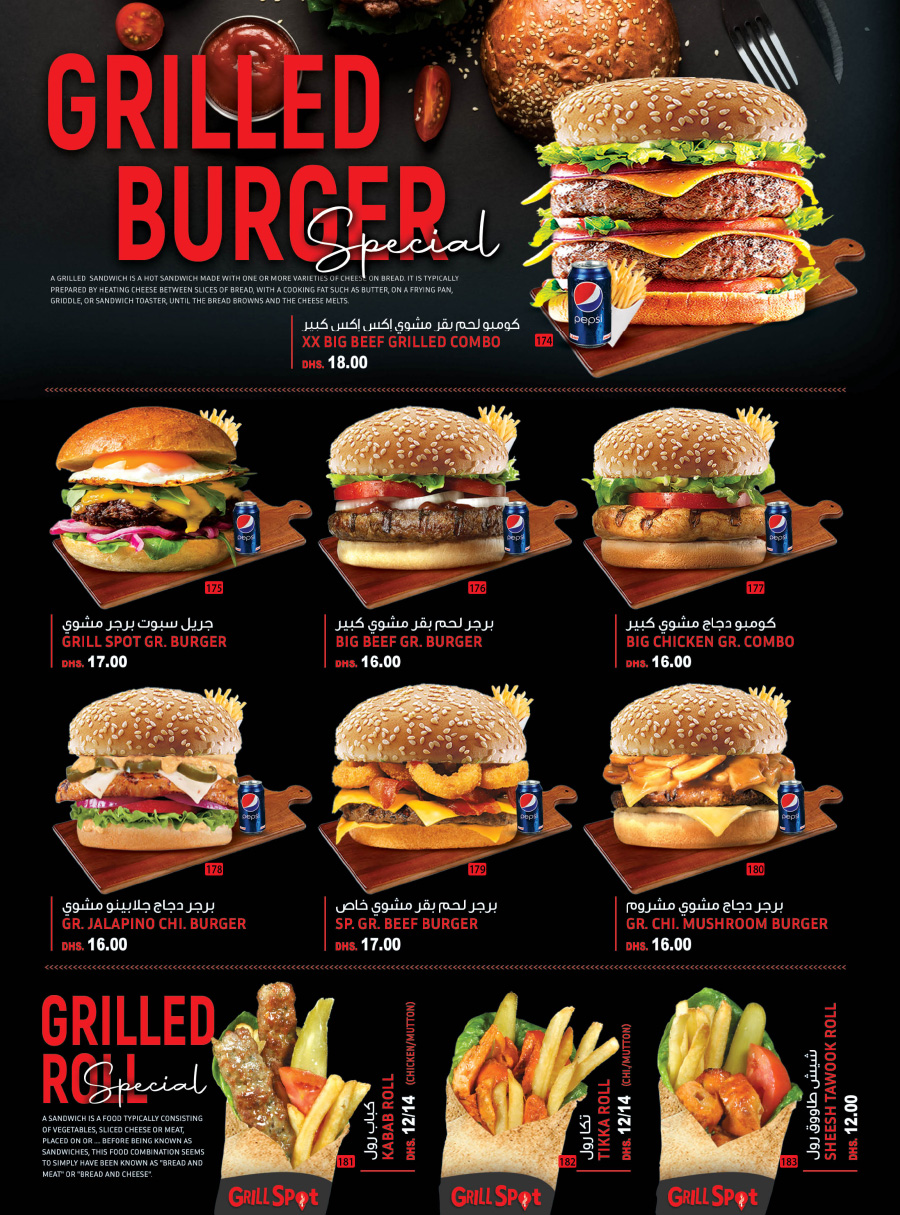 GRILLED
BURGER
Special
A GRILLED SANDWICH IS A HOT SANDWICH MADE WITH ONE OR MORE VARIETIES OF CHEESE ON BREAD. IT IS TYPICALLY
PREPARED BY HEATING CHEESE BETWEEN SLICES OF BREAD, WITH A COOKING FAT SUCH AS BUTTER, ON A FRYING PAN,
GRIDDLE, OR SANDWICH TOASTER, UNTIL THE BREAD BROWNS AND THE CHEESE MELTS.
pepsi
كومبو لحم بقر مشوي إكس إكس كبير
XX BIG BEEF GRILLED COMBO
174
DHS. 18.00
pepsi
175
جريل سبوت برجر مشوي
GRILL SPOT GR. BURGER
DHS. 17.00
pepsi
176
برجر لحم بقر مشوي كبير
BIG BEEF GR. BURGER
DHS. 16.00
pepsi
177
كومبو دجاج مشوي كبير
BIG CHICKEN GR. COMBO
DHS. 16.00
pepsi
178
برجر دجاج جلابينو مشوي
GR. JALAPINO CHI. BURGER
DHS. 16.00
pepsi
179
برجر لحم بقر مشوي خاص
SP. GR. BEEF BURGER
DHS. 17.00
pepsi
180
برجر دجاج مشوي مشروم
GR. CHI. MUSHROOM BURGER
DHS. 16.00
GRILLED
ROLL
Special
A SANDWICH IS A FOOD TYPICALLY CONSISTING
OF VEGETABLES, SLICED CHEESE OR MEAT,
PLACED ON OR ... BEFORE BEING KNOWN AS
SANDWICHES, THIS FOOD COMBINATION SEEMS
TO SIMPLY HAVE BEEN KNOWN AS "BREAD AND
MEAT" OR "BREAD AND CHEESE".
181
كباب رول
KABAB ROLL (CHICKEN/MUTTON)
DHS. 12/14
GRILL SPOT
182
تكا رول
TIKKA ROLL (CHI./MUTTON)
DHS. 12/14
GRILL SPOT
183
شيش طاووق رول
SHEESH TAWOOK ROLL
DHS. 12.00
GRILL SPOT